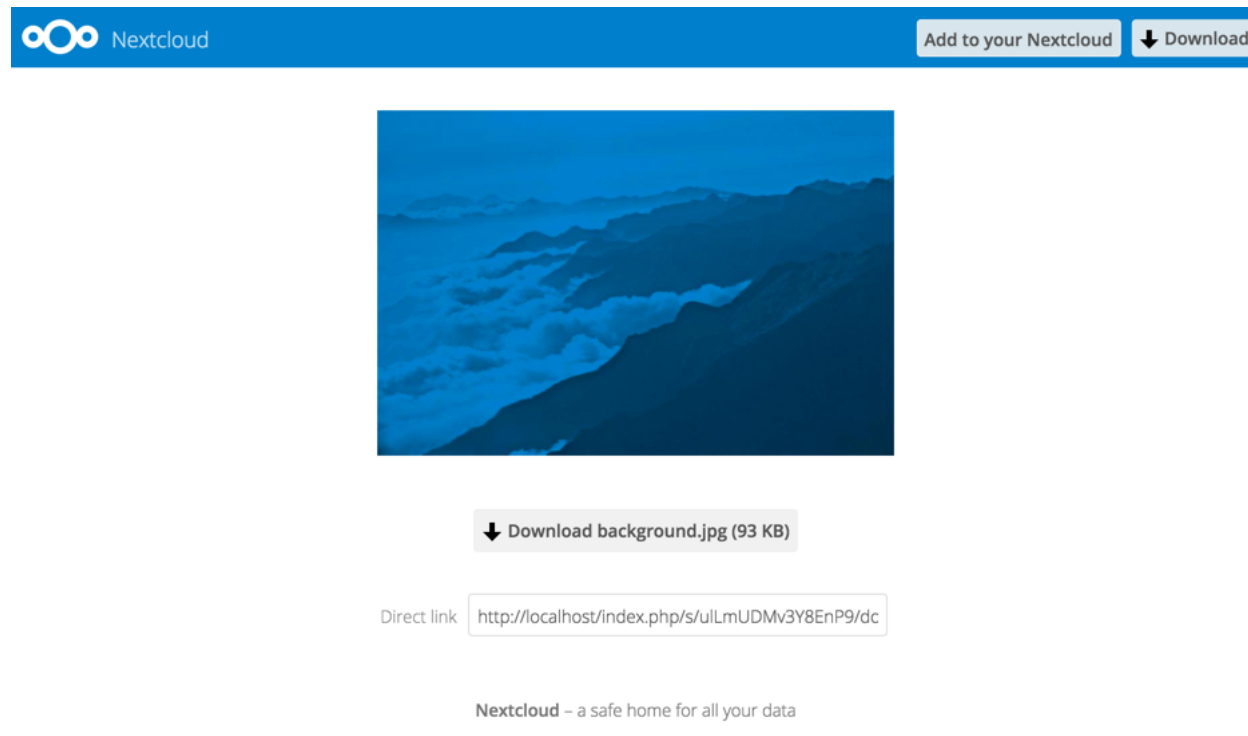 Nextcloud
Add to your Nextcloud
Download
Download background.jpg (93 KB)
Direct link
http://localhost/index.php/s/ulLmUDMv3Y8EnP9/dc
Nextcloud – a safe home for all your data